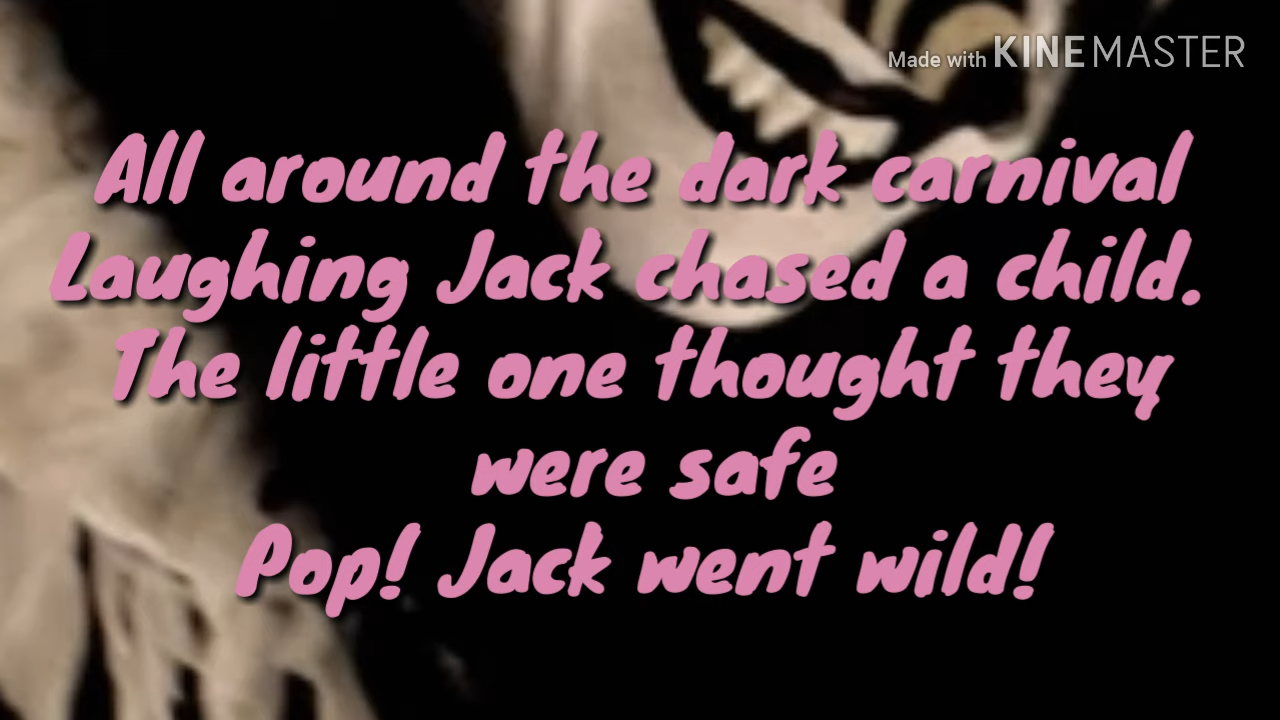 Made with KINEMASTER
All around the dark carnival
Laughing Jack chased a child.
The little one thought they
were safe
Pop! Jack went wild!